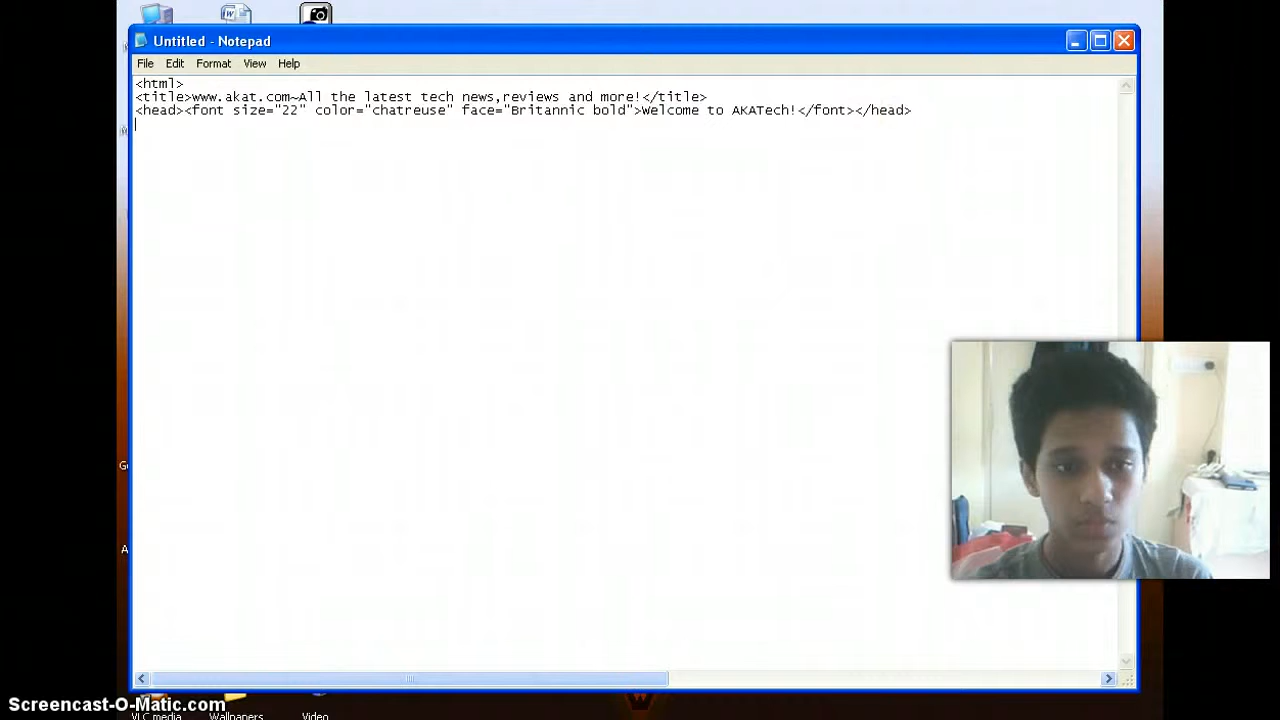 Untitled - Notepad
File Edit Format View Help
<html>
<title>www.akat.com~All the latest tech news,reviews and more!</title>
<head><font size="22" color="chatreuse" face="Britannic bold">Welcome to AKATech!</font></head>
Screencast-O-Matic.com
VLC media Wallpapers Video